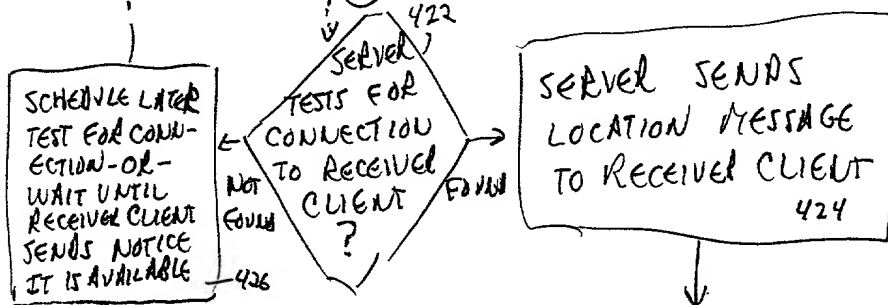 422
SERVER
TESTS FOR
CONNECTION
TO RECEIVER
CLIENT
?
SCHEDULE LATER
TEST FOR CONN-
ECTION-OR-
WAIT UNTIL
RECEIVER CLIENT
SENDS NOTICE
IT IS AVAILABLE
426
NOT
FOUND
FOUND
SERVER SENDS
LOCATION MESSAGE
TO RECEIVER CLIENT
424